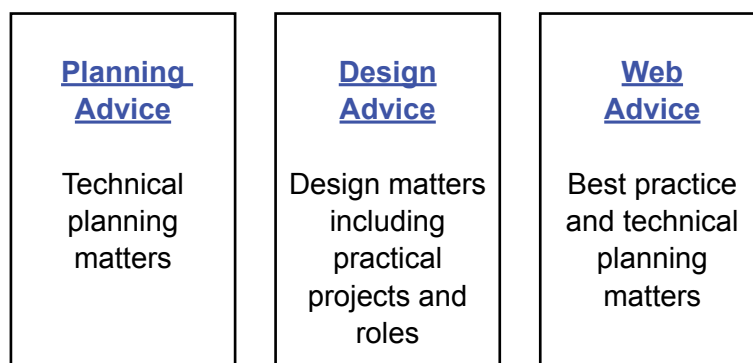 Planning
Advice
Technical
planning
matters
Design
Advice
Design matters
including
practical
projects and
roles
Web
Advice
Best practice
and technical
planning
matters